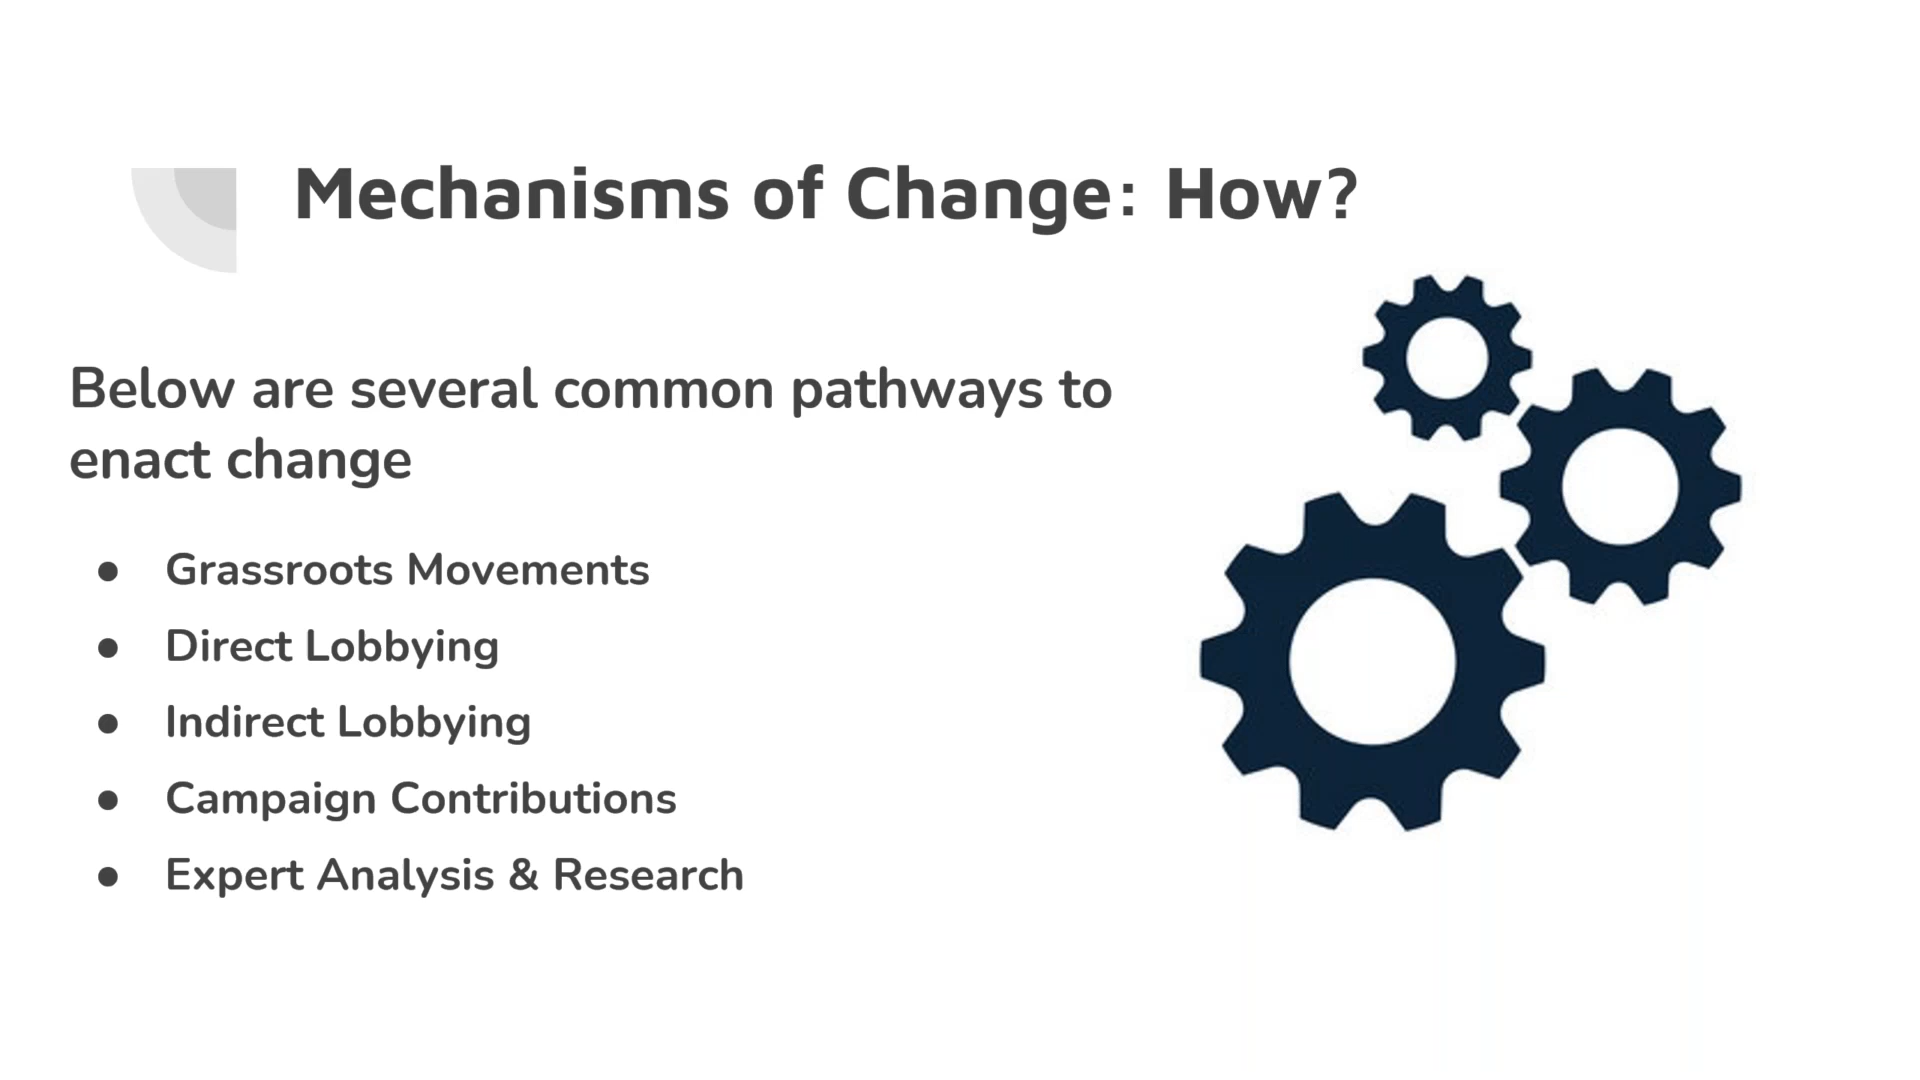 Mechanisms of Change: How?
Below are several common pathways to
enact change
● Grassroots Movements
● Direct Lobbying
● Indirect Lobbying
● Campaign Contributions
● Expert Analysis & Research